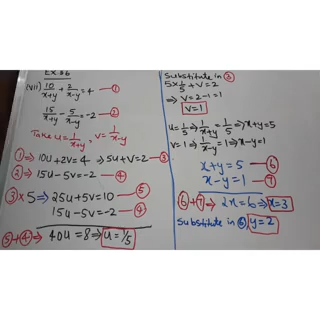 EX 3.6
(vii) 10/x+y + 2/x-y = 4 — ①
15/x+y - 5/x-y = -2 — ②
Take u = 1/x+y, v = 1/x-y
① ⇒ 10u+2v = 4 ⇒ 5u+v = 2 — ③
② ⇒ 15u-5v = -2 — ④
③ × 5 ⇒ 25u+5v = 10 — ⑤
15u-5v = -2 — ④
⑤+④ ⇒ 40u = 8 ⇒ u = 1/5
Substitute in ③
5×1/5 + v = 2
⇒ v = 2-1 = 1
v = 1
u = 1/5 ⇒ 1/x+y = 1/5 ⇒ x+y = 5
v = 1 ⇒ 1/x-y = 1 ⇒ x-y = 1
x+y = 5 — ⑥
x-y = 1 — ⑦
⑥+⑦ ⇒ 2x = 6 ⇒ x = 3
Substitute in ⑥, y = 2